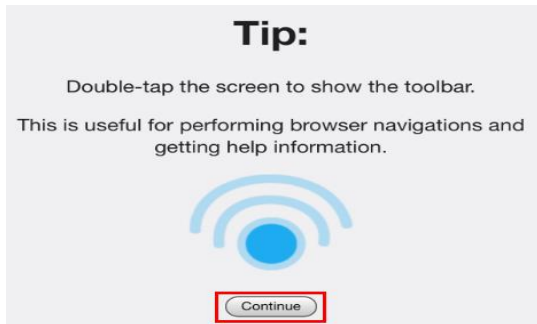 Tip:
Double-tap the screen to show the toolbar.
This is useful for performing browser navigations and
getting help information.
Continue